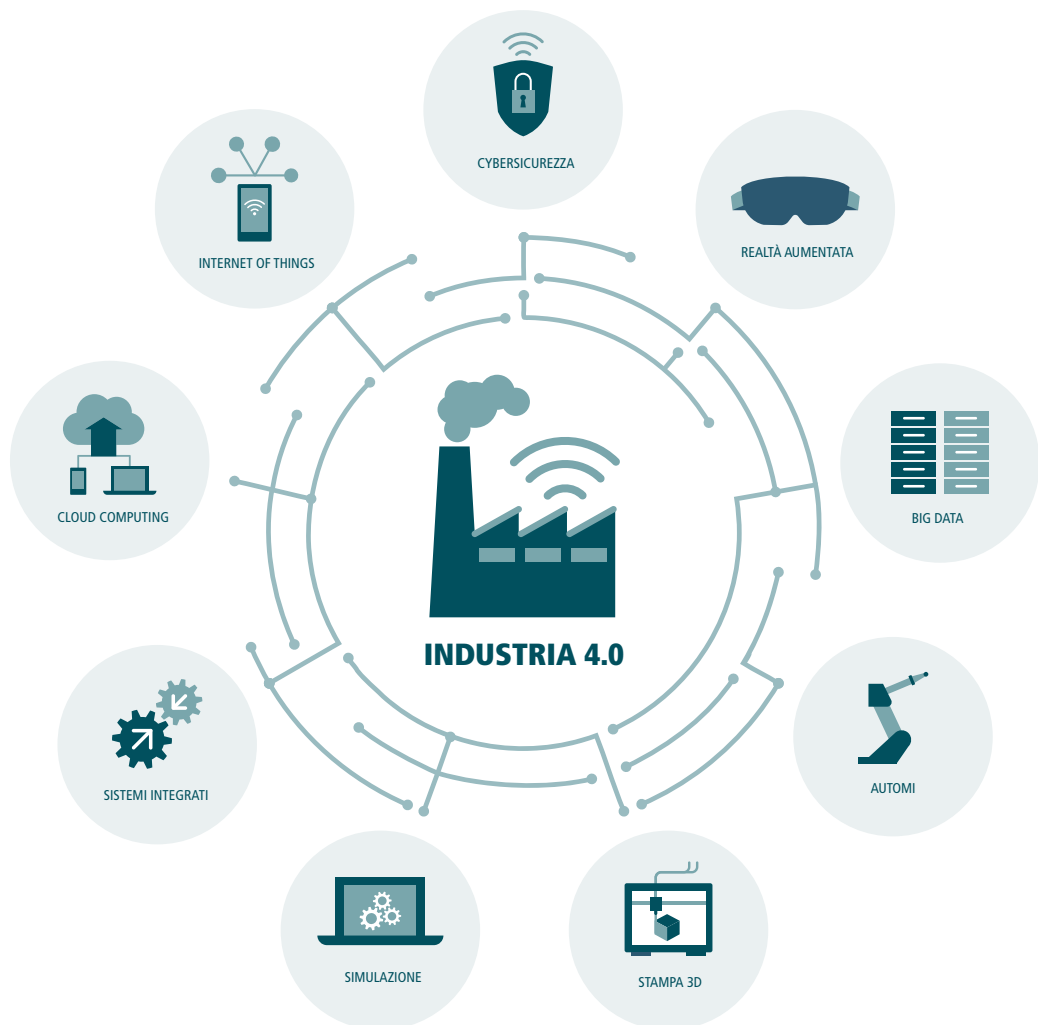 CYBERSICUREZZA
INTERNET OF THINGS
REALTÀ AUMENTATA
CLOUD COMPUTING
BIG DATA
INDUSTRIA 4.0
SISTEMI INTEGRATI
AUTOMI
SIMULAZIONE
STAMPA 3D